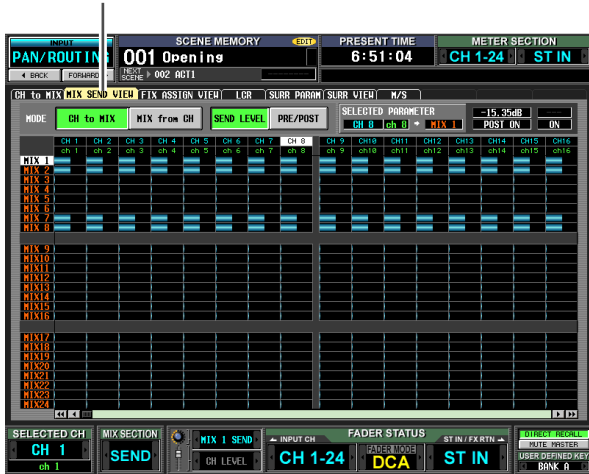 INPUT
PAN/ROUTING
BACK
FORWARD
SCENE MEMORY
EDIT
001 Opening
NEXT SCENE 002 ACT1
PRESENT TIME
6:51:04
METER SECTION
CH 1-24
ST IN
CH to MIX
MIX SEND VIEW
FIX ASSIGN VIEW
LCR
SURR PARAM
SURR VIEW
M/S
MODE
CH to MIX
MIX from CH
SEND LEVEL
PRE/POST
SELECTED PARAMETER
CH 8 ch 8 MIX 1
-15.35dB
POST ON
ON
CH 1 CH 2 CH 3 CH 4 CH 5 CH 6 CH 7 CH 8 CH 9 CH10 CH11 CH12 CH13 CH14 CH15 CH16
ch 1 ch 2 ch 3 ch 4 ch 5 ch 6 ch 7 ch 8 ch 9 ch10 ch11 ch12 ch13 ch14 ch15 ch16
MIX 1
MIX 2
MIX 3
MIX 4
MIX 5
MIX 6
MIX 7
MIX 8
MIX 9
MIX10
MIX11
MIX12
MIX13
MIX14
MIX15
MIX16
MIX17
MIX18
MIX19
MIX20
MIX21
MIX22
MIX23
MIX24
SELECTED CH
CH 1
ch 1
MIX SECTION
SEND
MIX 1 SEND
CH LEVEL
FADER STATUS
INPUT CH
CH 1-24
FADER MODE
DCA
ST IN / FX RTN
ST IN
DIRECT RECALL
MUTE MASTER
USER DEFINED KEY
BANK A